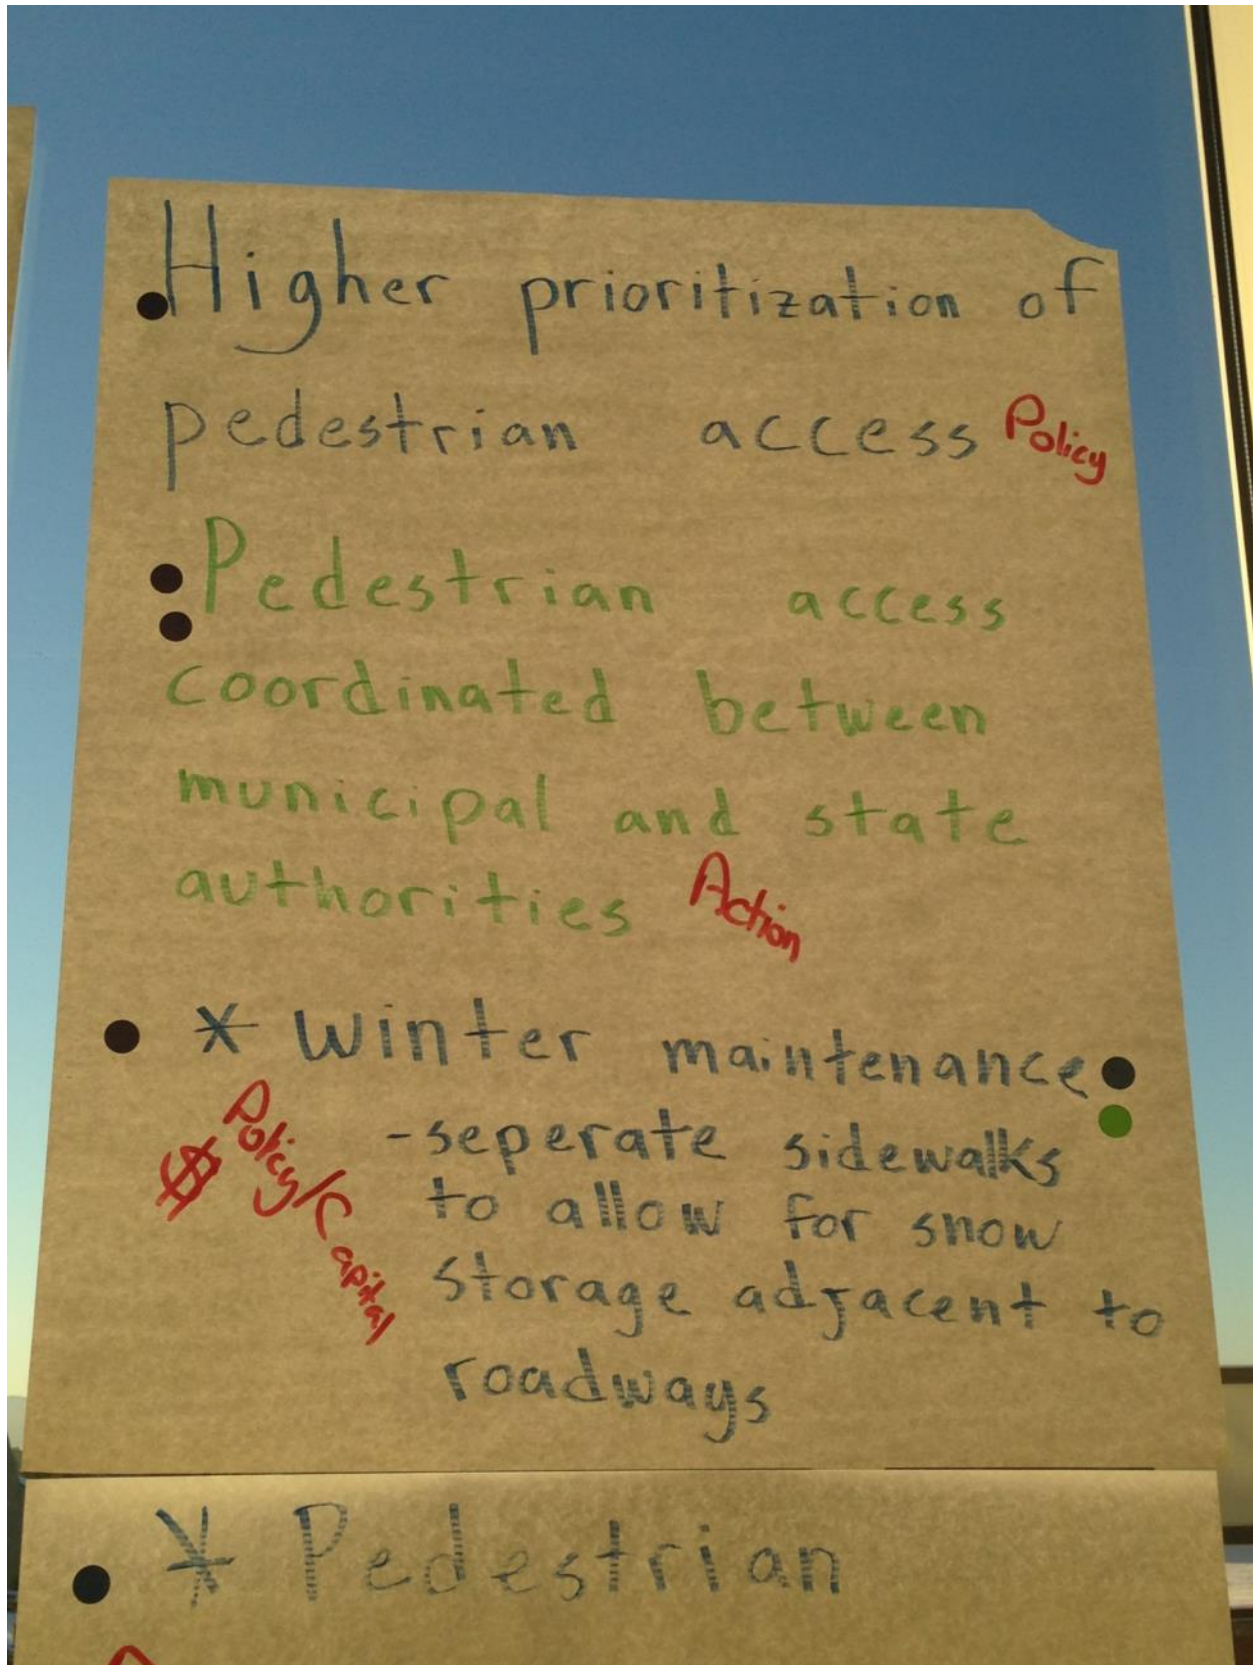 Higher prioritization of
pedestrian access Policy
Pedestrian access
coordinated between
municipal and state
authorities Action
* Winter maintenance
$ Policy/Capital
-seperate sidewalks
to allow for snow
storage adjacent to
roadways
* Pedestrian